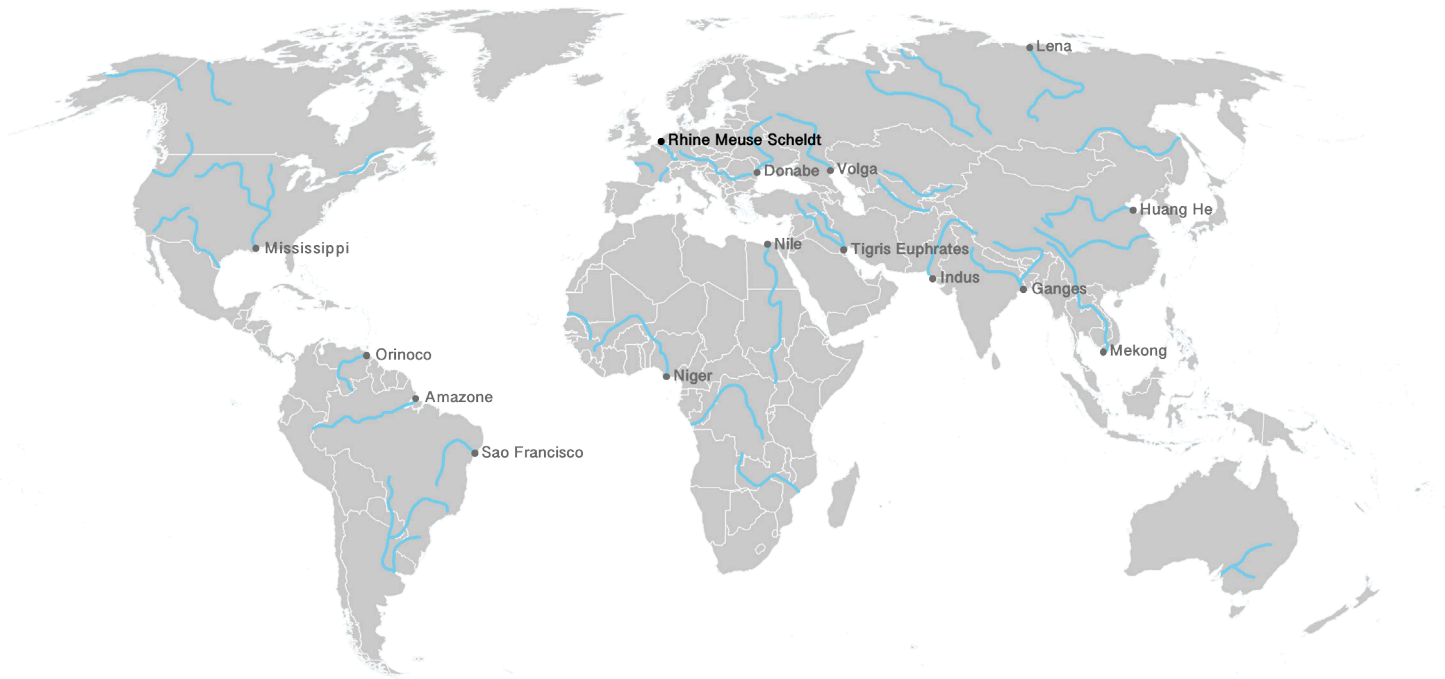 Lena
Rhine Meuse Scheldt
Donabe
Volga
Huang He
Mississippi
Nile
Tigris Euphrates
Indus
Ganges
Orinoco
Mekong
Niger
Amazone
Sao Francisco